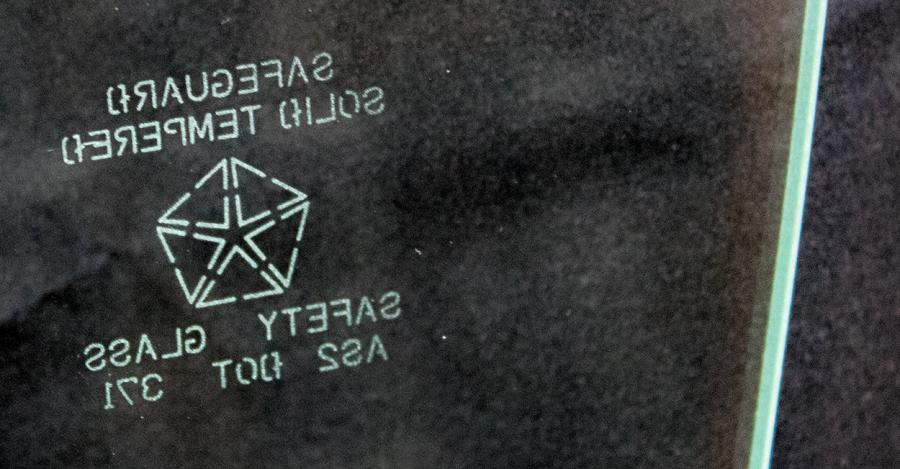 SAFEGUARD
SOLID TEMPERED
SAFETY GLASS
AS2 DOT 371